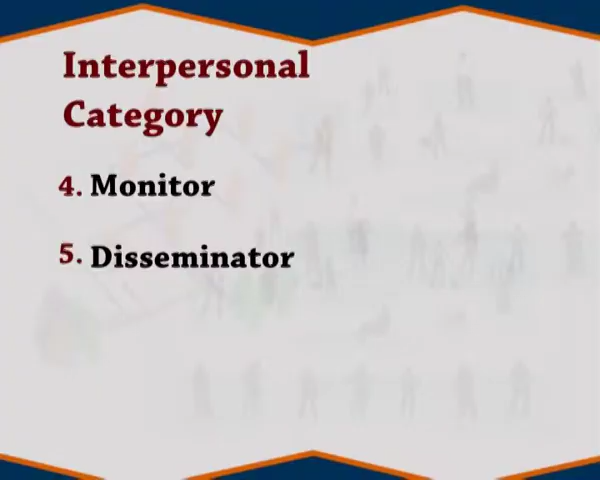 Interpersonal
Category
4. Monitor
5. Disseminator